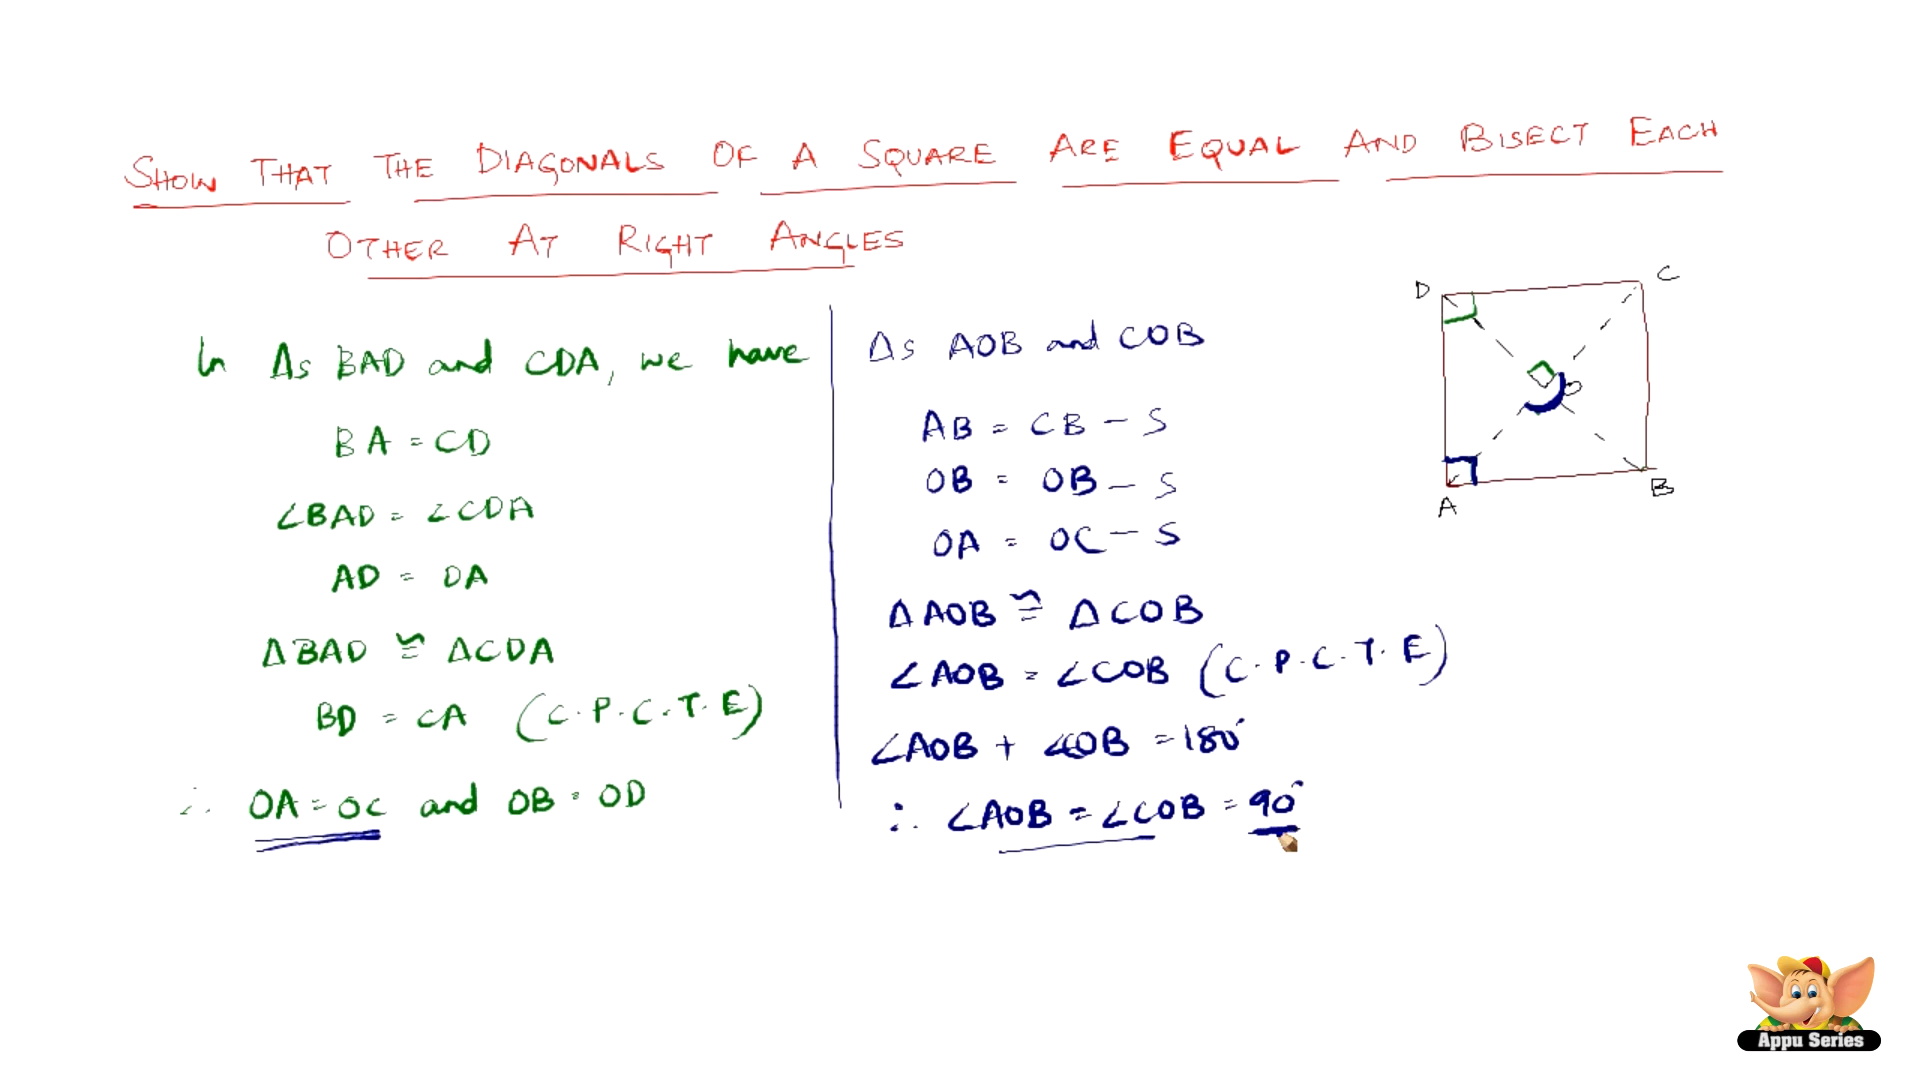 SHOW THAT THE DIAGONALS OF A SQUARE ARE EQUAL AND BISECT EACH
OTHER AT RIGHT ANGLES
In Δs BAD and CDA, we have
BA = CD
∠BAD = ∠CDA
AD = DA
ΔBAD ≅ ΔCDA
BD = CA (C.P.C.T.E)
∴ OA = OC and OB = OD
Δs AOB and COB
AB = CB – S
OB = OB – S
OA = OC – S
ΔAOB ≅ ΔCOB
∠AOB = ∠COB (C.P.C.T.E)
∠AOB + ∠COB = 180°
∴ ∠AOB = ∠COB = 90°
D
C
O
A
B
Appu Series